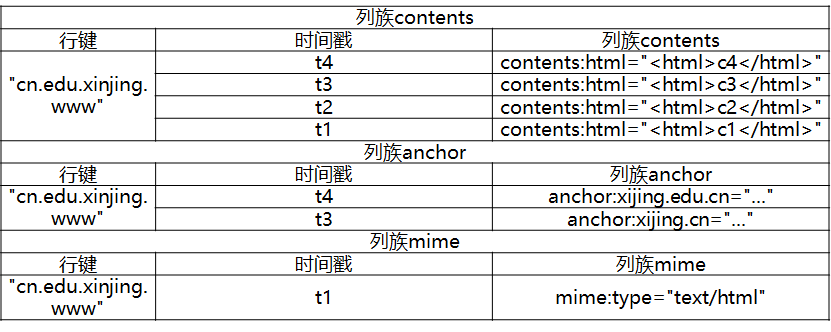 列族contents
行键 时间戳 列族contents
"cn.edu.xinjing.
www"
t4 contents:html="<html>c4</html>"
t3 contents:html="<html>c3</html>"
t2 contents:html="<html>c2</html>"
t1 contents:html="<html>c1</html>"
列族anchor
行键 时间戳 列族anchor
"cn.edu.xinjing.
www"
t4 anchor:xijing.edu.cn="..."
t3 anchor:xijing.cn="..."
列族mime
行键 时间戳 列族mime
"cn.edu.xinjing.
www"
t1 mime:type="text/html"